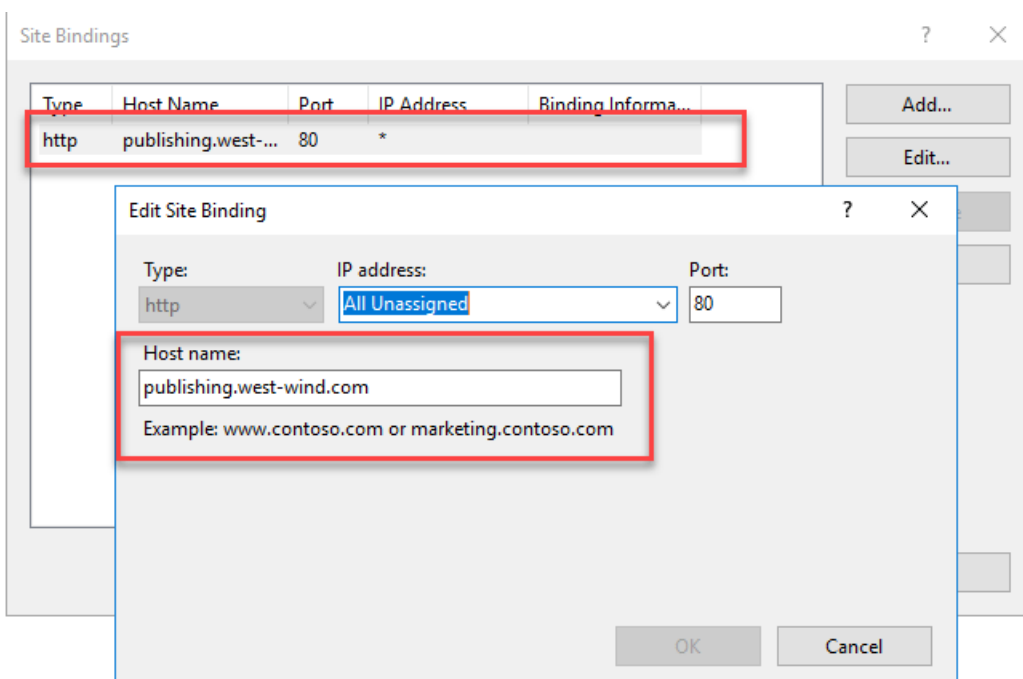 Site Bindings ?
Type Host Name Port IP Address Binding Informa... Add...
http publishing.west-... 80 *
Edit...
Edit Site Binding ?
Type: IP address: Port:
http All Unassigned 80
Host name:
publishing.west-wind.com
Example: www.contoso.com or marketing.contoso.com
OK Cancel